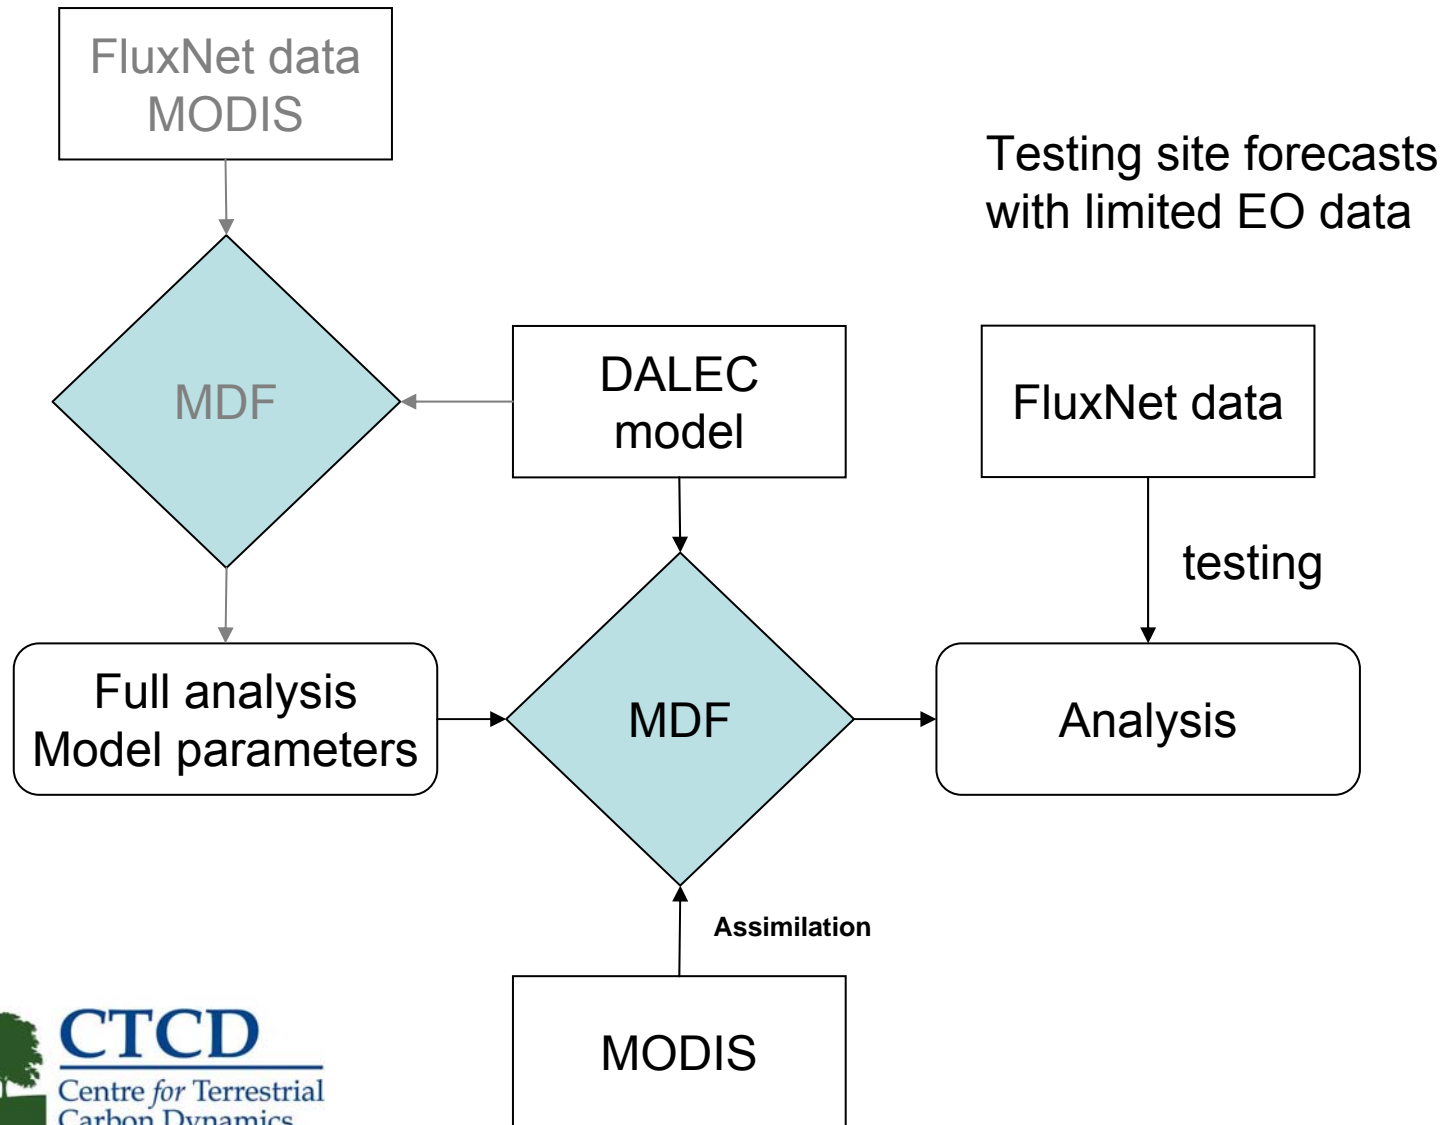 FluxNet data
MODIS
Testing site forecasts
with limited EO data
MDF
DALEC
model
FluxNet data
testing
Full analysis
Model parameters
MDF
Analysis
Assimilation
MODIS
CTCD
Centre for Terrestrial
Carbon Dynamics